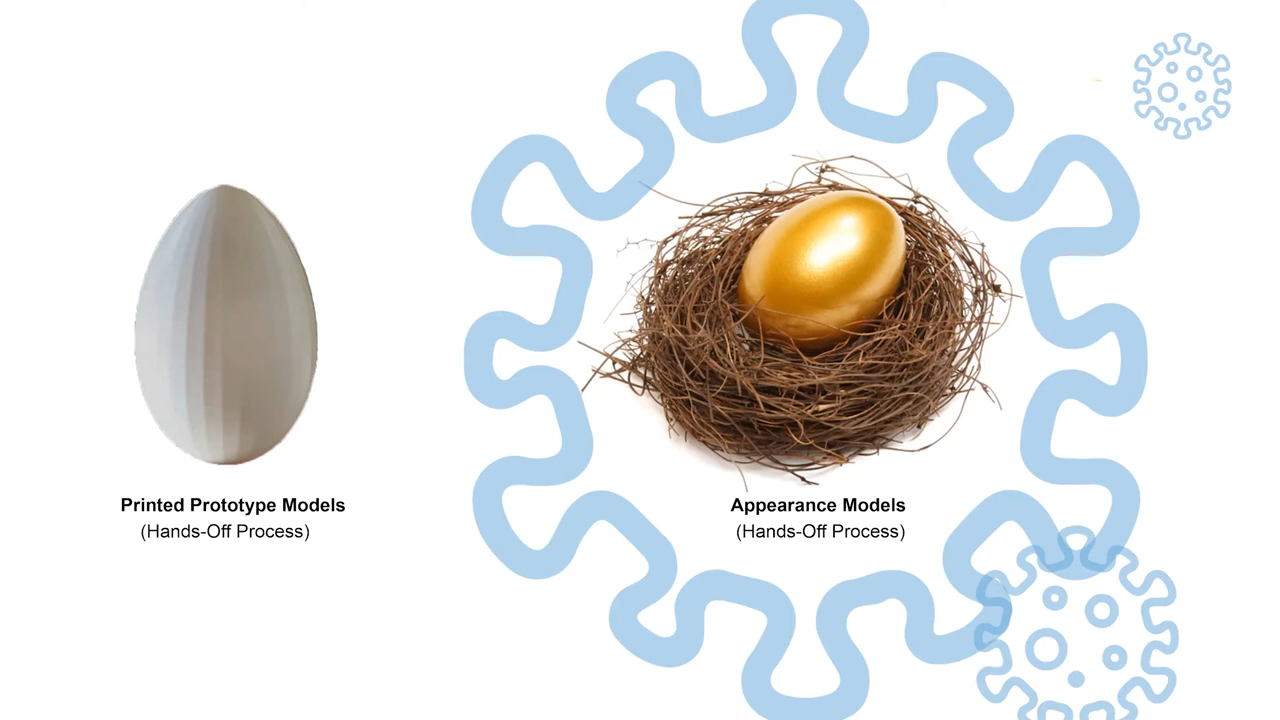 Printed Prototype Models
(Hands-Off Process)
Appearance Models
(Hands-Off Process)